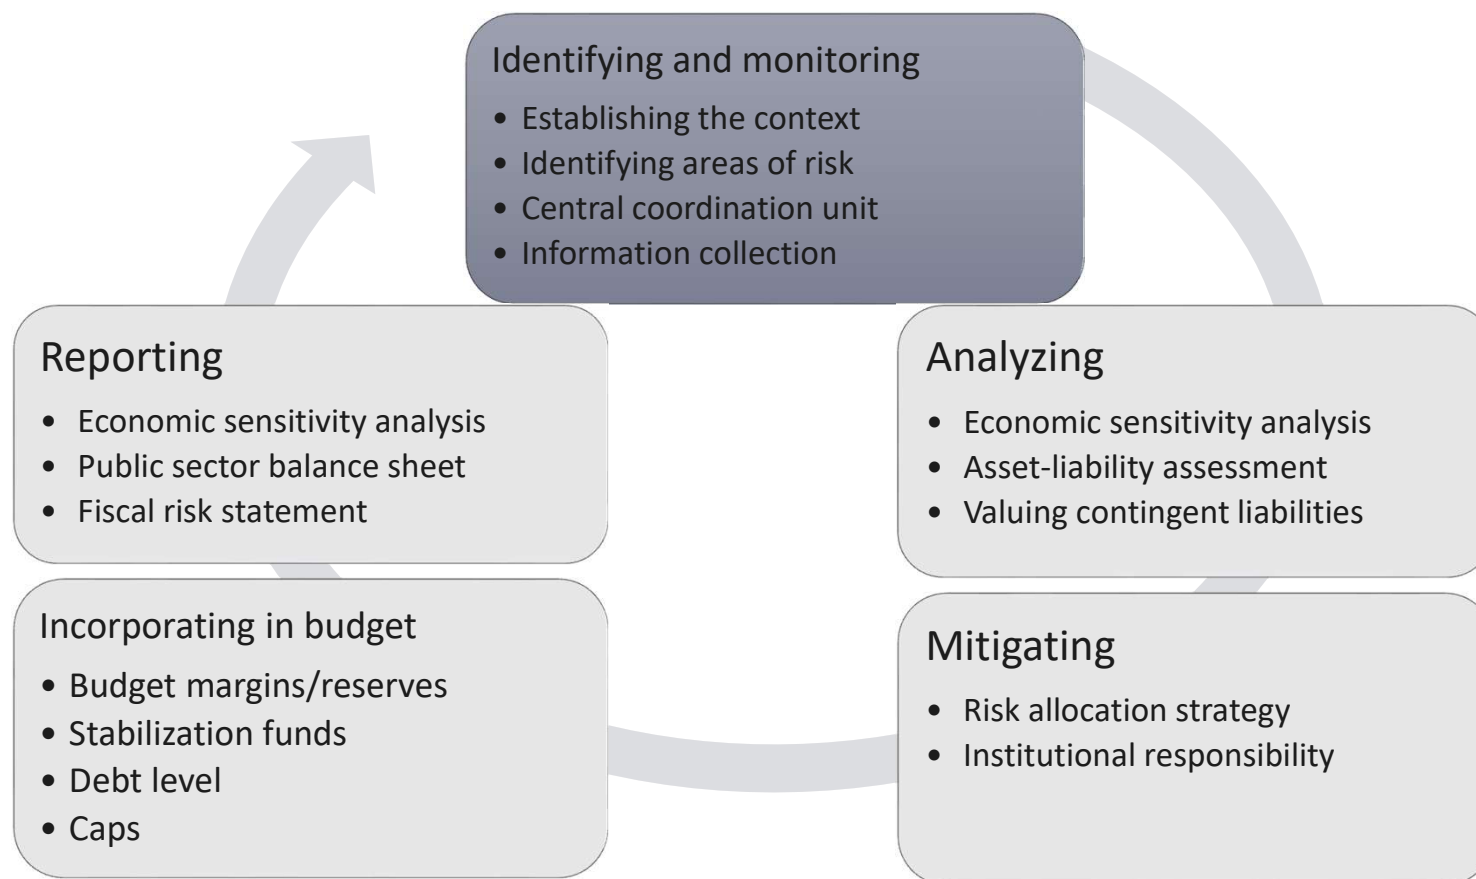 Identifying and monitoring
• Establishing the context
• Identifying areas of risk
• Central coordination unit
• Information collection
Analyzing
• Economic sensitivity analysis
• Asset-liability assessment
• Valuing contingent liabilities
Mitigating
• Risk allocation strategy
• Institutional responsibility
Incorporating in budget
• Budget margins/reserves
• Stabilization funds
• Debt level
• Caps
Reporting
• Economic sensitivity analysis
• Public sector balance sheet
• Fiscal risk statement